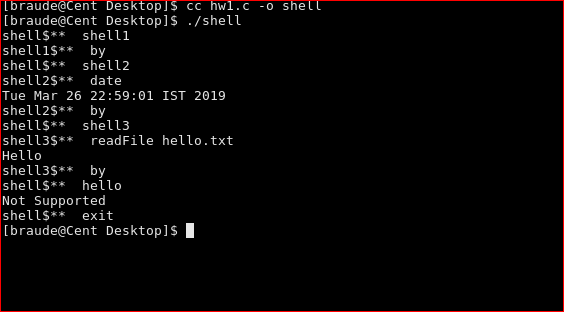 [braude@Cent Desktop]$ cc hw1.c -o shell
[braude@Cent Desktop]$ ./shell
shell$**  shell1
shell1$**  by
shell$**  shell2
shell2$**  date
Tue Mar 26 22:59:01 IST 2019
shell2$**  by
shell$**  shell3
shell3$**  readFile hello.txt
Hello
shell3$**  by
shell$**  hello
Not Supported
shell$**  exit
[braude@Cent Desktop]$